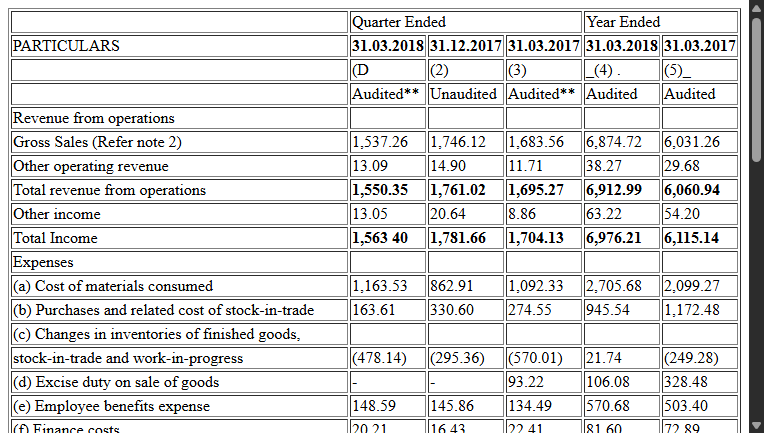 Quarter Ended Year Ended
PARTICULARS 31.03.2018 31.12.2017 31.03.2017 31.03.2018 31.03.2017
(D (2) (3) _(4) . (5)_
Audited** Unaudited Audited** Audited Audited
Revenue from operations
Gross Sales (Refer note 2) 1,537.26 1,746.12 1,683.56 6,874.72 6,031.26
Other operating revenue 13.09 14.90 11.71 38.27 29.68
Total revenue from operations 1,550.35 1,761.02 1,695.27 6,912.99 6,060.94
Other income 13.05 20.64 8.86 63.22 54.20
Total Income 1,563 40 1,781.66 1,704.13 6,976.21 6,115.14
Expenses
(a) Cost of materials consumed 1,163.53 862.91 1,092.33 2,705.68 2,099.27
(b) Purchases and related cost of stock-in-trade 163.61 330.60 274.55 945.54 1,172.48
(c) Changes in inventories of finished goods,
stock-in-trade and work-in-progress (478.14) (295.36) (570.01) 21.74 (249.28)
(d) Excise duty on sale of goods - - 93.22 106.08 328.48
(e) Employee benefits expense 148.59 145.86 134.49 570.68 503.40
(f) Finance costs 20.21 16.43 22.41 81.60 72.89